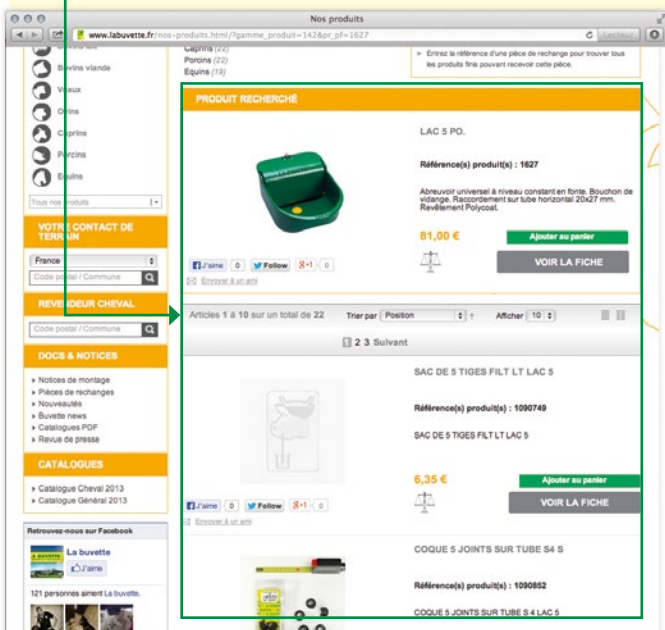 Nos produits
www.labuvette.fr/nos-produits.html/?gamme_produit=142&pr_pf=1627
Lecteur
Bovins viande
Veaux
Ovins
Caprins
Porcins
Equins
Tous nos produits
VOTRE CONTACT DE
TERRAIN
France
Code postal / Commune
REVENDEUR CHEVAL
Code postal / Commune
DOCS & NOTICES
Notices de montage
Pièces de rechanges
Nouveautés
Buvette news
Catalogues PDF
Revue de presse
CATALOGUES
Catalogue Cheval 2013
Catalogue Général 2013
Retrouvez-nous sur Facebook
La buvette
J'aime
121 personnes aiment La buvette.
Caprins (22)
Porcins (22)
Equins (19)
Entrez la référence d'une pièce de rechange pour trouver tous
les produits finis pouvant recevoir cette pièce.
PRODUIT RECHERCHÉ
LAC 5 PO.
Référence(s) produit(s) : 1627
Abreuvoir universel à niveau constant en fonte. Bouchon de
vidange. Raccordement sur tube horizontal 20x27 mm.
Revêtement Polycoat.
81,00 €
Ajouter au panier
VOIR LA FICHE
J'aime 0 Follow +1 0
Envoyer à un ami
Articles 1 à 10 sur un total de 22 Trier par Position Afficher 10
1 2 3 Suivant
SAC DE 5 TIGES FILT LT LAC 5
Référence(s) produit(s) : 1090749
SAC DE 5 TIGES FILT LT LAC 5
6,35 €
Ajouter au panier
VOIR LA FICHE
J'aime 0 Follow +1 0
Envoyer à un ami
COQUE 5 JOINTS SUR TUBE S4 S
Référence(s) produit(s) : 1090852
COQUE 5 JOINTS SUR TUBE S 4 LAC 5